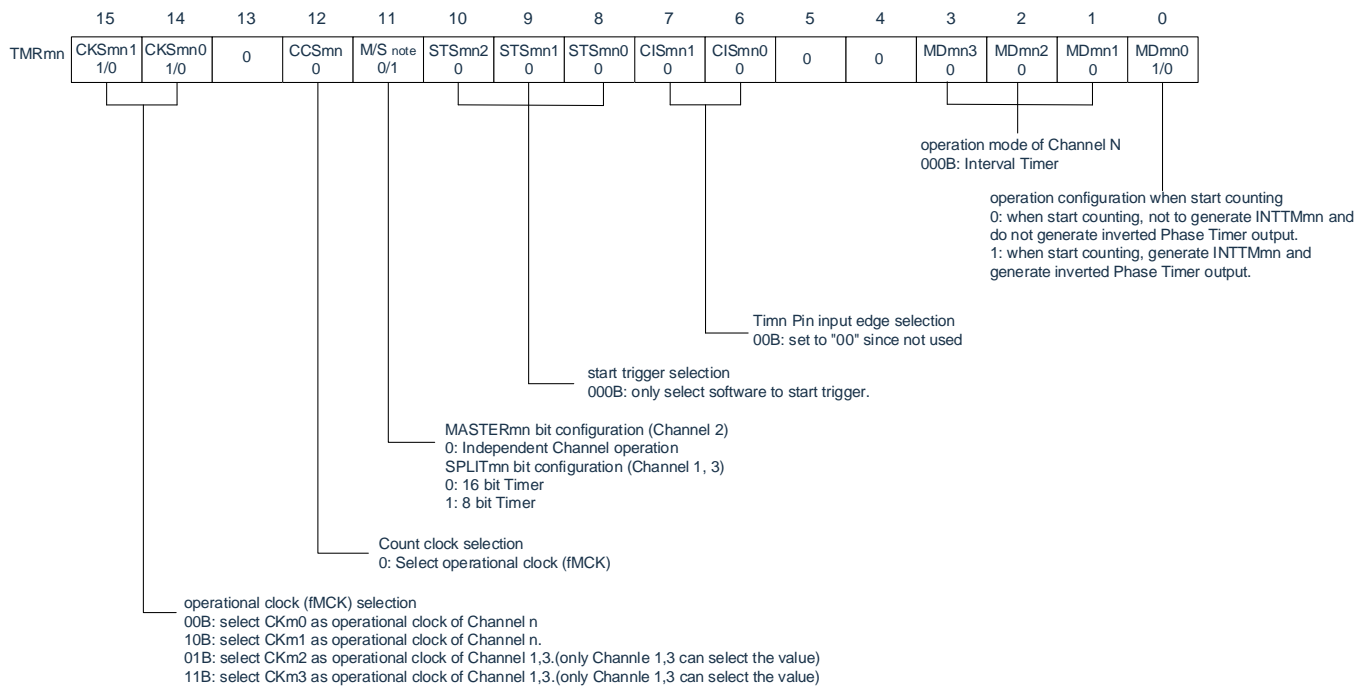 15 14 13 12 11 10 9 8 7 6 5 4 3 2 1 0
TMRmn CKSmn1 CKSmn0 0 CCSmn M/S note STSmn2 STSmn1 STSmn0 CISmn1 CISmn0 0 0 MDmn3 MDmn2 MDmn1 MDmn0
1/0 1/0 0 0/1 0 0 0 0 0 0 0 0 1/0
operation mode of Channel N
000B: Interval Timer
operation configuration when start counting
0: when start counting, not to generate INTTMmn and
do not generate inverted Phase Timer output.
1: when start counting, generate INTTMmn and
generate inverted Phase Timer output.
TImn Pin input edge selection
00B: set to "00" since not used
start trigger selection
000B: only select software to start trigger.
MASTERmn bit configuration (Channel 2)
0: Independent Channel operation
SPLITmn bit configuration (Channel 1, 3)
0: 16 bit Timer
1: 8 bit Timer
Count clock selection
0: Select operational clock (fMCK)
operational clock (fMCK) selection
00B: select CKm0 as operational clock of Channel n
10B: select CKm1 as operational clock of Channel n.
01B: select CKm2 as operational clock of Channel 1,3.(only Channle 1,3 can select the value)
11B: select CKm3 as operational clock of Channel 1,3.(only Channle 1,3 can select the value)